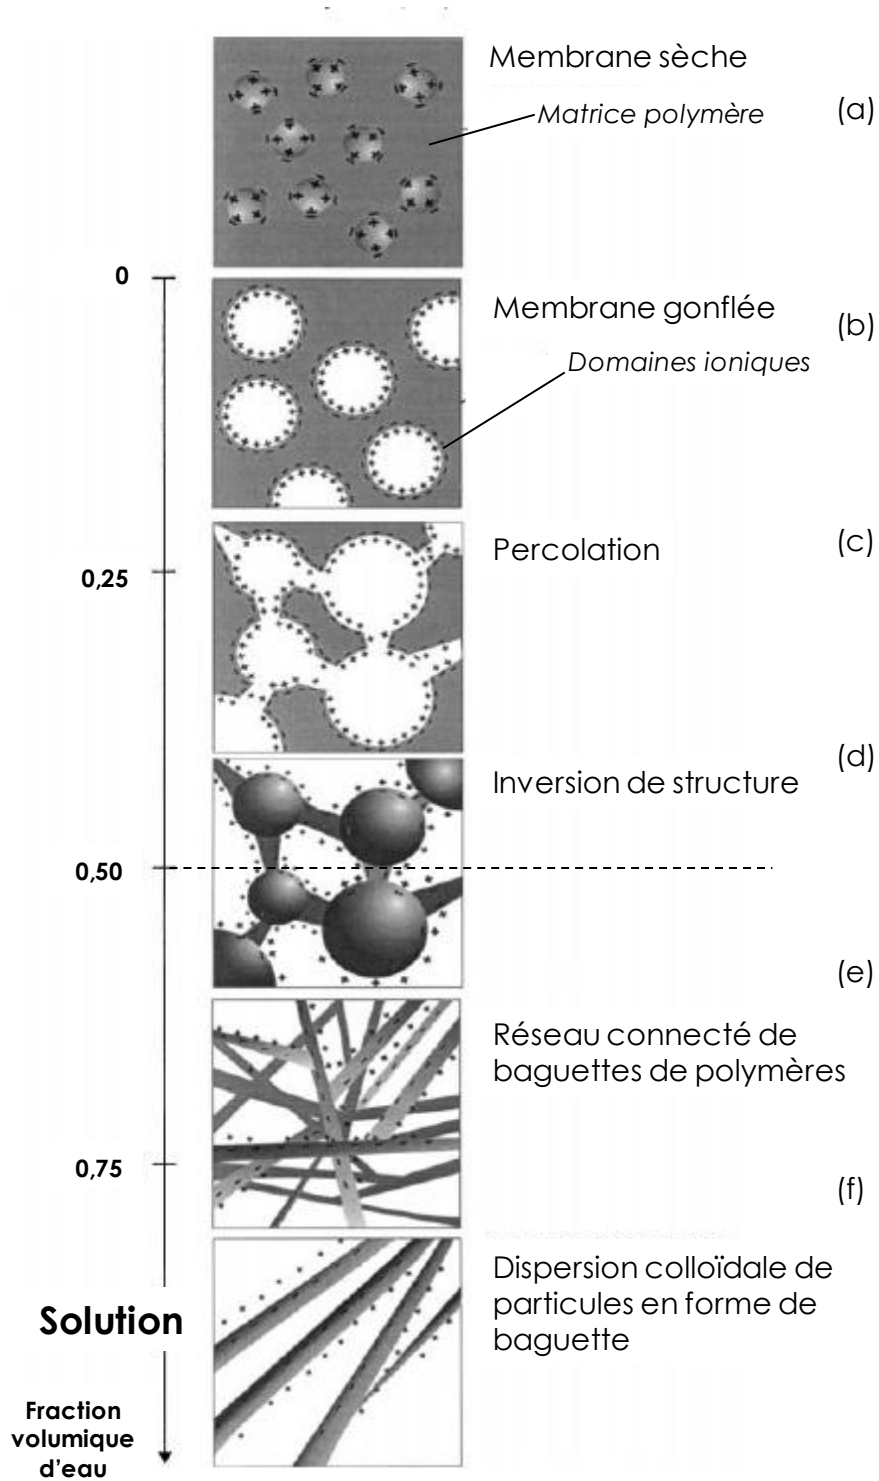 Membrane sèche
Matrice polymère
(a)
0
Membrane gonflée
(b)
Domaines ioniques
0,25
Percolation
(c)
Inversion de structure
(d)
0,50
(e)
Réseau connecté de
baguettes de polymères
0,75
(f)
Dispersion colloïdale de
particules en forme de
baguette
Solution
Fraction
volumique
d'eau